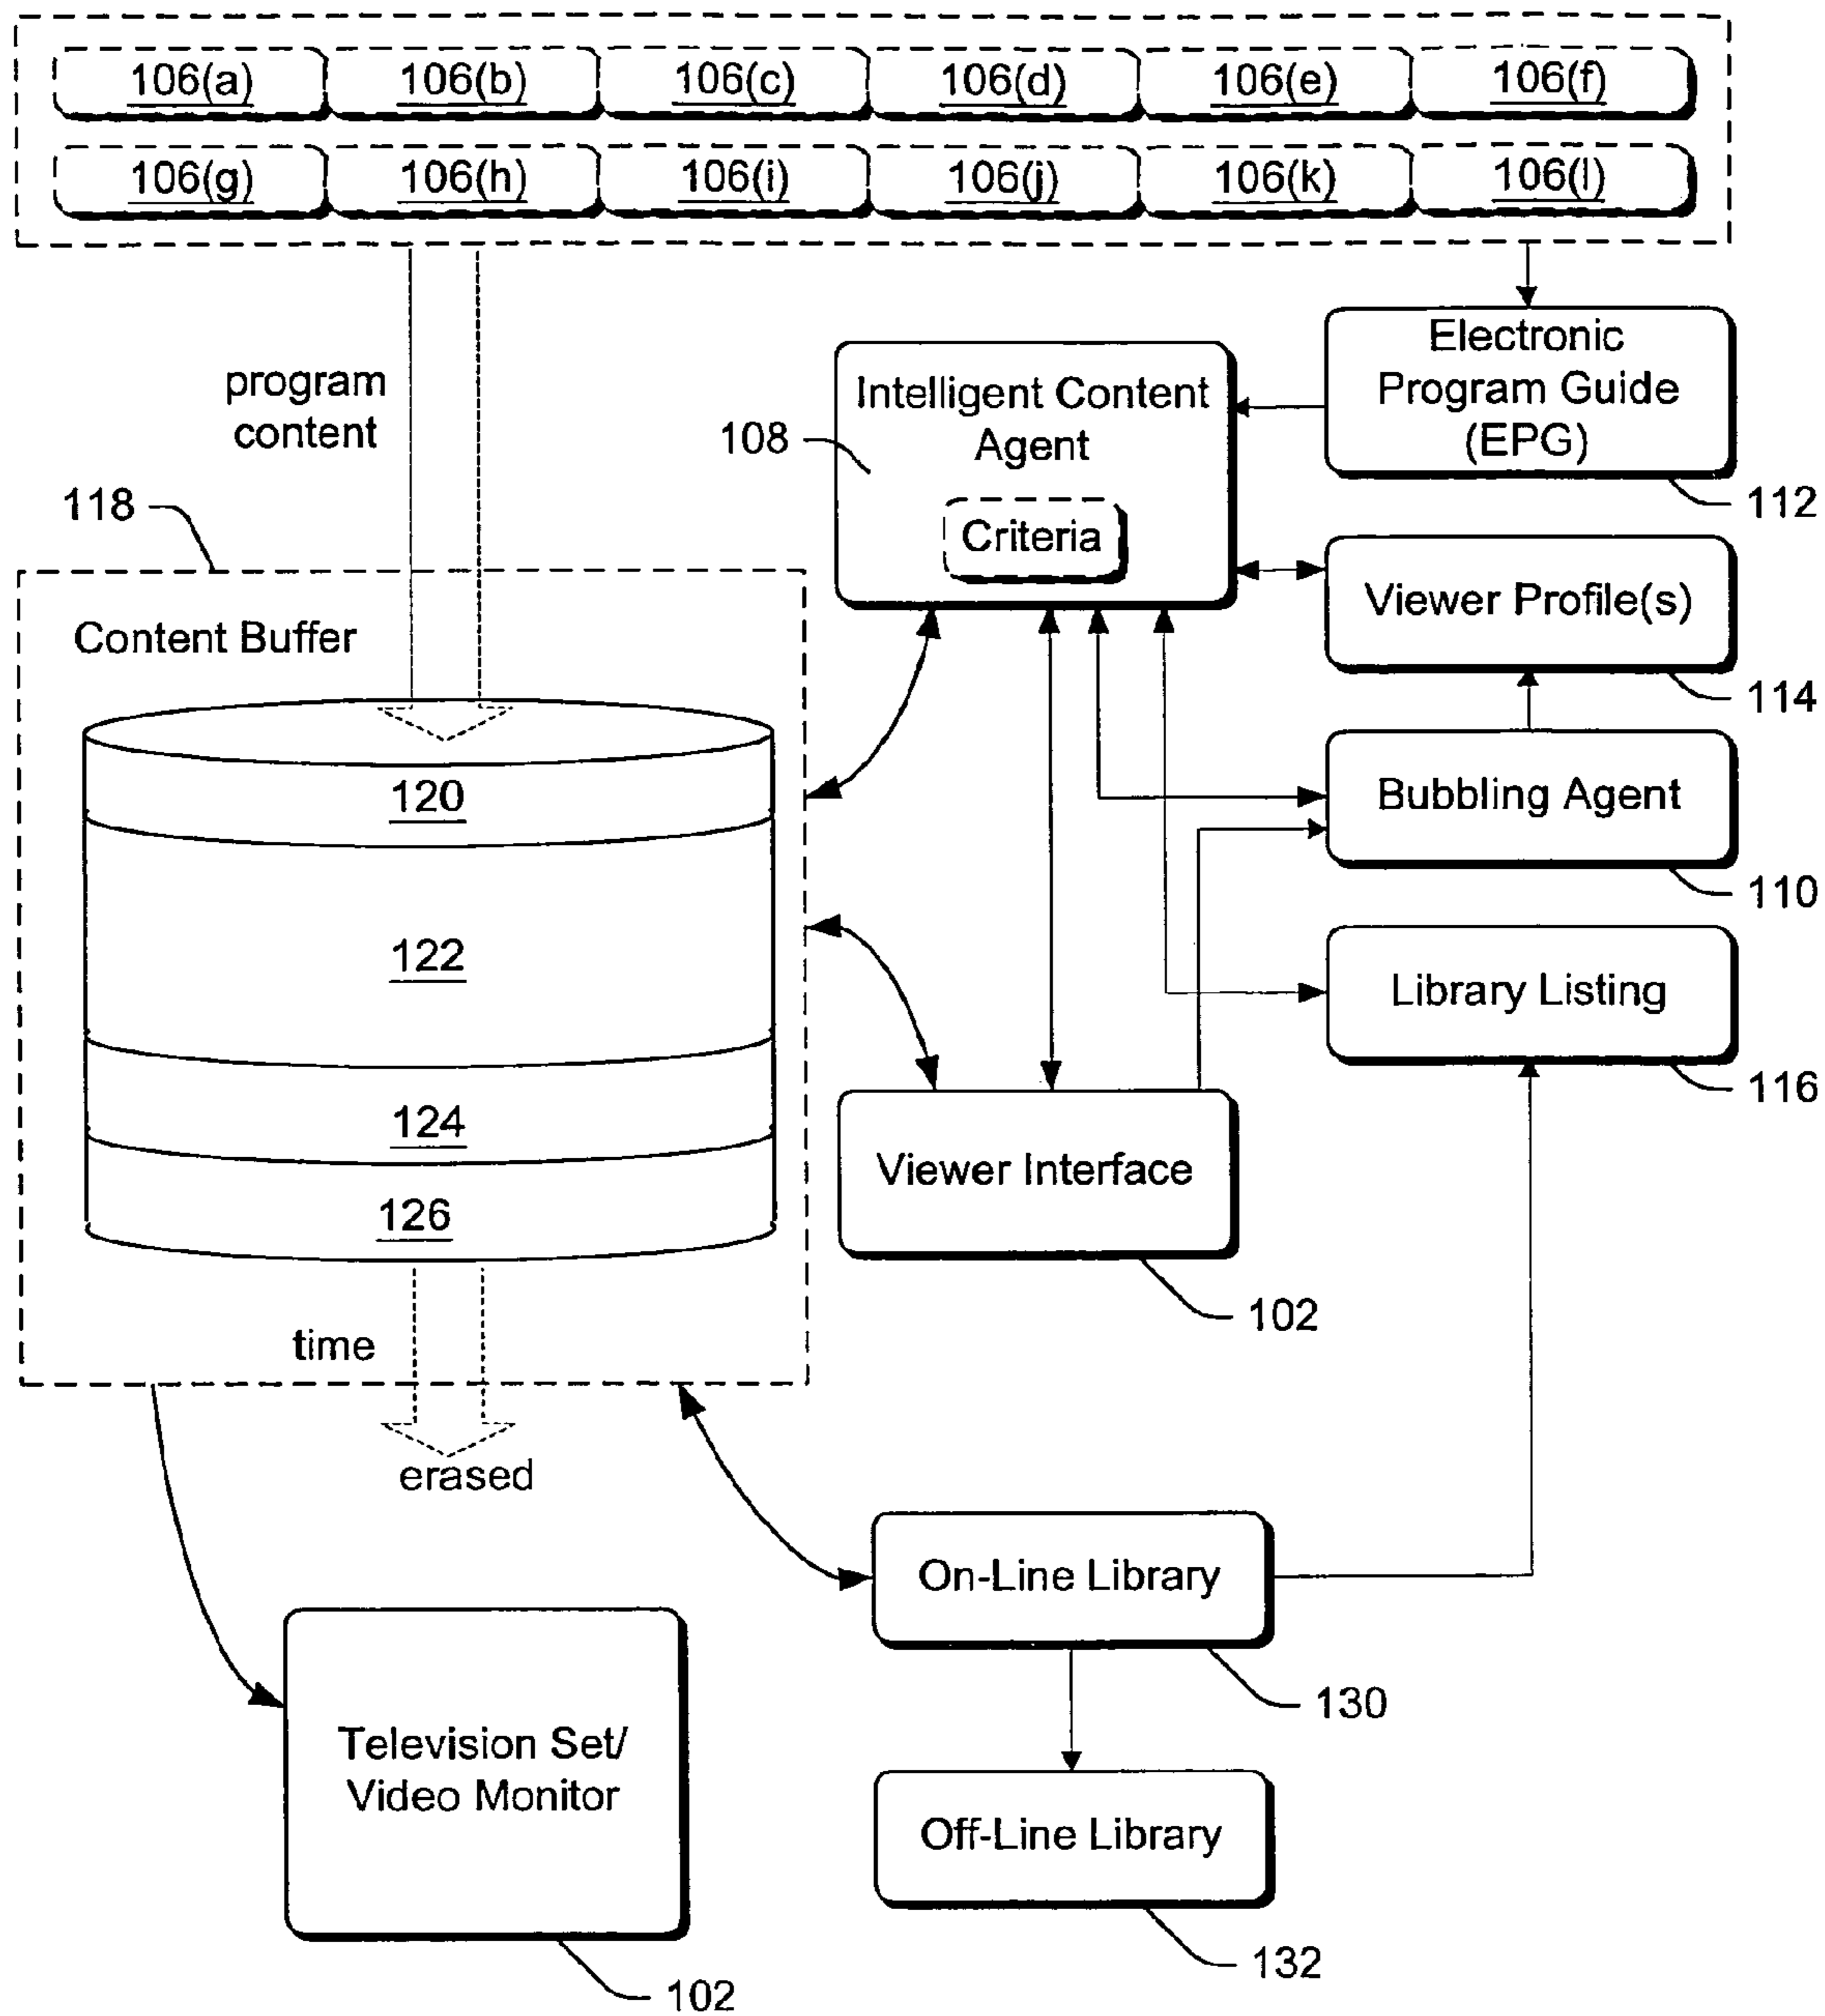 106(a) 106(b) 106(c) 106(d) 106(e) 106(f)
106(g) 106(h) 106(i) 106(j) 106(k) 106(l)
program
content
Electronic
Program Guide
(EPG)
112
Intelligent Content
Agent
108
Criteria
118
Content Buffer
Viewer Profile(s)
114
120
Bubbling Agent
110
122
Library Listing
116
124
Viewer Interface
126
102
time
erased
On-Line Library
130
Television Set/
Video Monitor
Off-Line Library
132
102